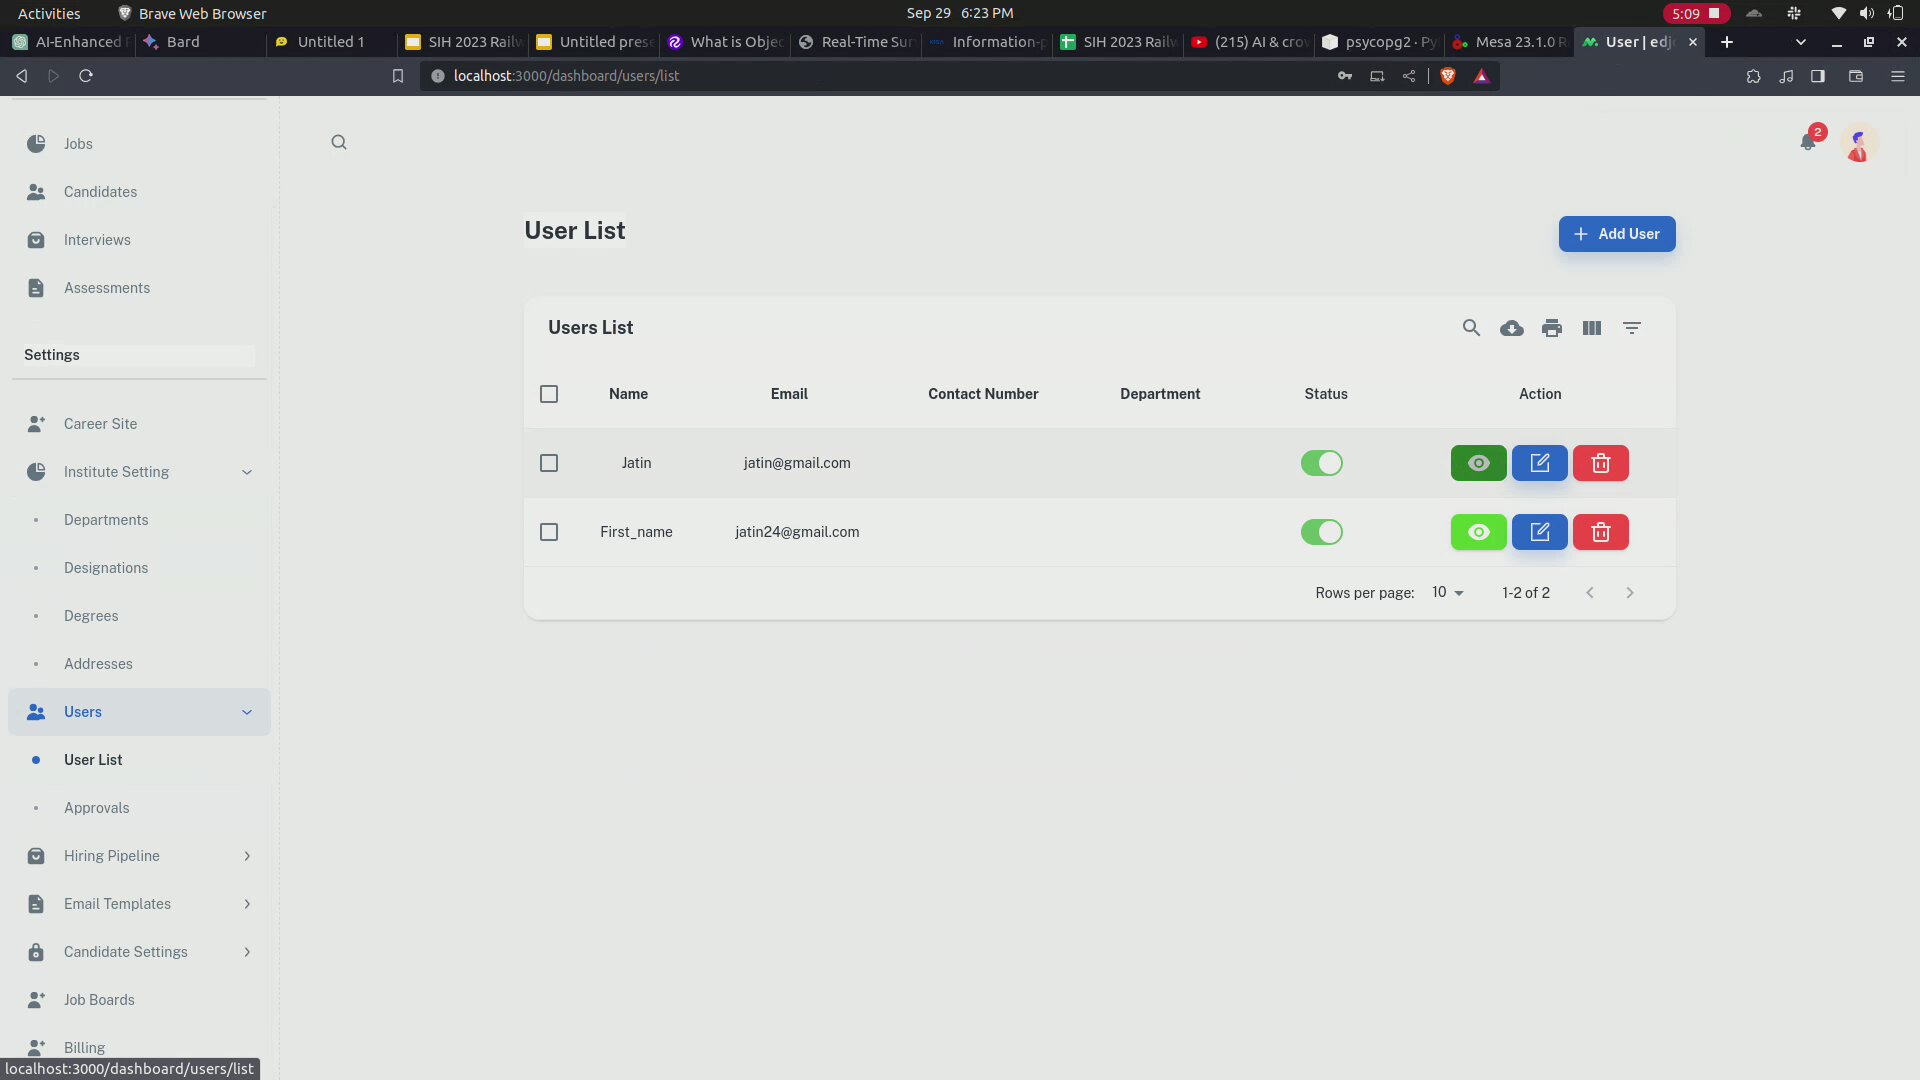 Activities
Brave Web Browser
Sep 29 6:23 PM
5:09
AI-Enhanced
Bard
Untitled 1
SIH 2023 Railw
Untitled prese
What is Objec
Real-Time Sur
Information-p
SIH 2023 Railw
(215) AI & crow
psycopg2 · Py
Mesa 23.1.0 R
User | edj
localhost:3000/dashboard/users/list
Jobs
Candidates
Interviews
Assessments
Settings
Career Site
Institute Setting
Departments
Designations
Degrees
Addresses
Users
User List
Approvals
Hiring Pipeline
Email Templates
Candidate Settings
Job Boards
Billing
localhost:3000/dashboard/users/list
2
User List
Add User
Users List
Name Email Contact Number Department Status Action
Jatin jatin@gmail.com
First_name jatin24@gmail.com
Rows per page: 10 1-2 of 2